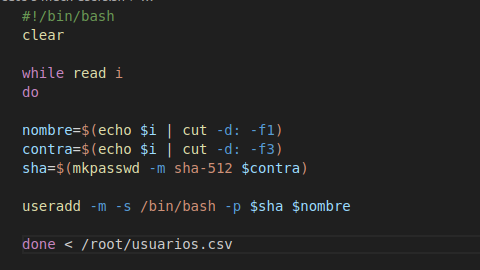 #!/bin/bash
clear
while read i
do
nombre=$(echo $i | cut -d: -f1)
contra=$(echo $i | cut -d: -f3)
sha=$(mkpasswd -m sha-512 $contra)
useradd -m -s /bin/bash -p $sha $nombre
done < /root/usuarios.csv